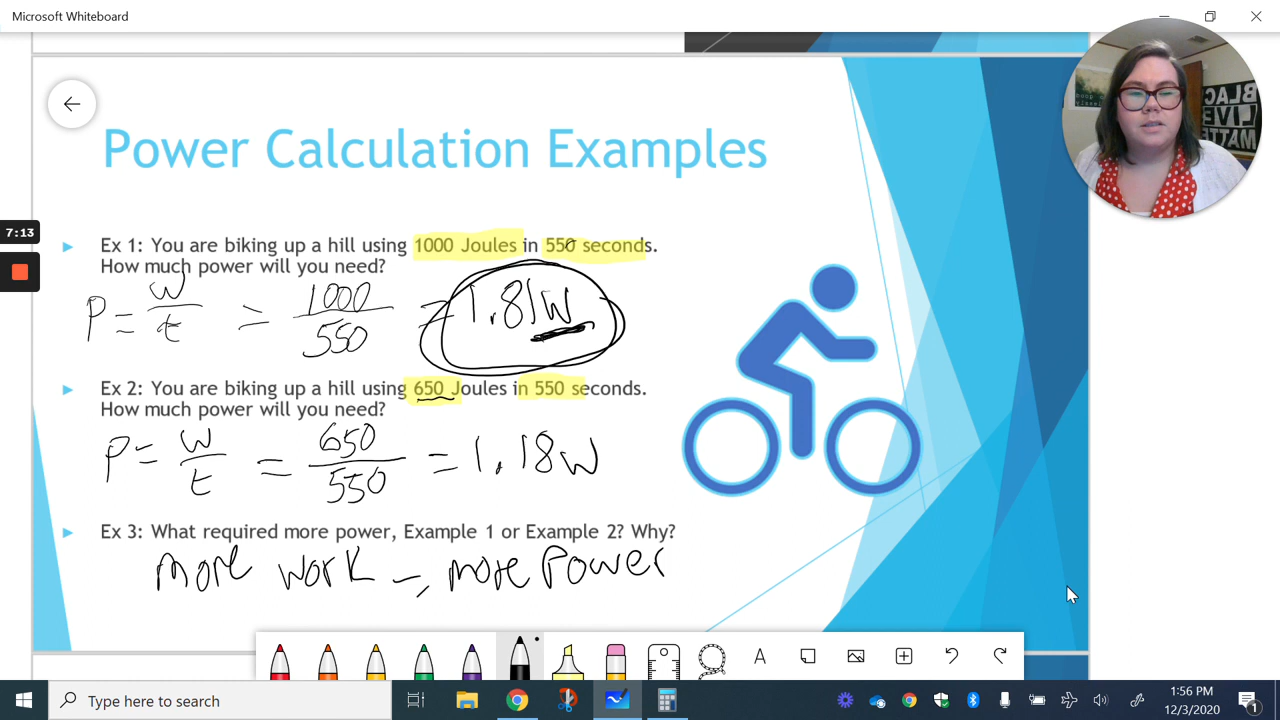 Microsoft Whiteboard
Power Calculation Examples
BLAC
LIVE
MATTE
7:13
Ex 1: You are biking up a hill using 1000 Joules in 550 seconds.
How much power will you need?
P = w/t = 1000/550 = 1.81W
Ex 2: You are biking up a hill using 650 Joules in 550 seconds.
How much power will you need?
P = w/t = 650/550 = 1.18W
Ex 3: What required more power, Example 1 or Example 2? Why?
more work - more Power
A
Type here to search
1:56 PM
12/3/2020
1